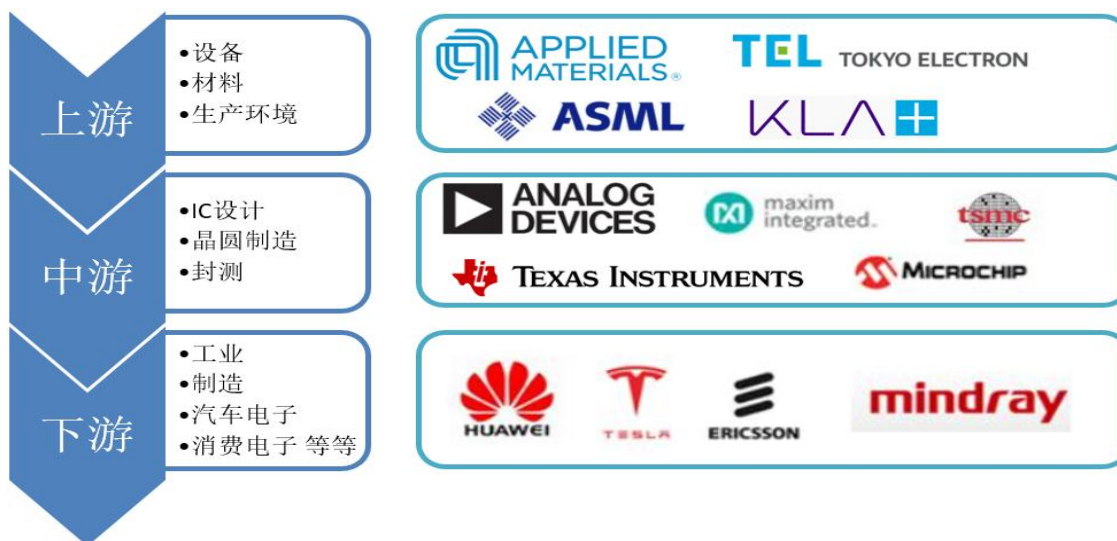 上游
•设备
•材料
•生产环境
APPLIED
MATERIALS®
TEL TOKYO ELECTRON
ASML
KLA+
中游
•IC设计
•晶圆制造
•封测
ANALOG
DEVICES
maxim
integrated.
tsmc
TEXAS INSTRUMENTS
MICROCHIP
下游
•工业
•制造
•汽车电子
•消费电子 等等
HUAWEI
TESLA
ERICSSON
mindray